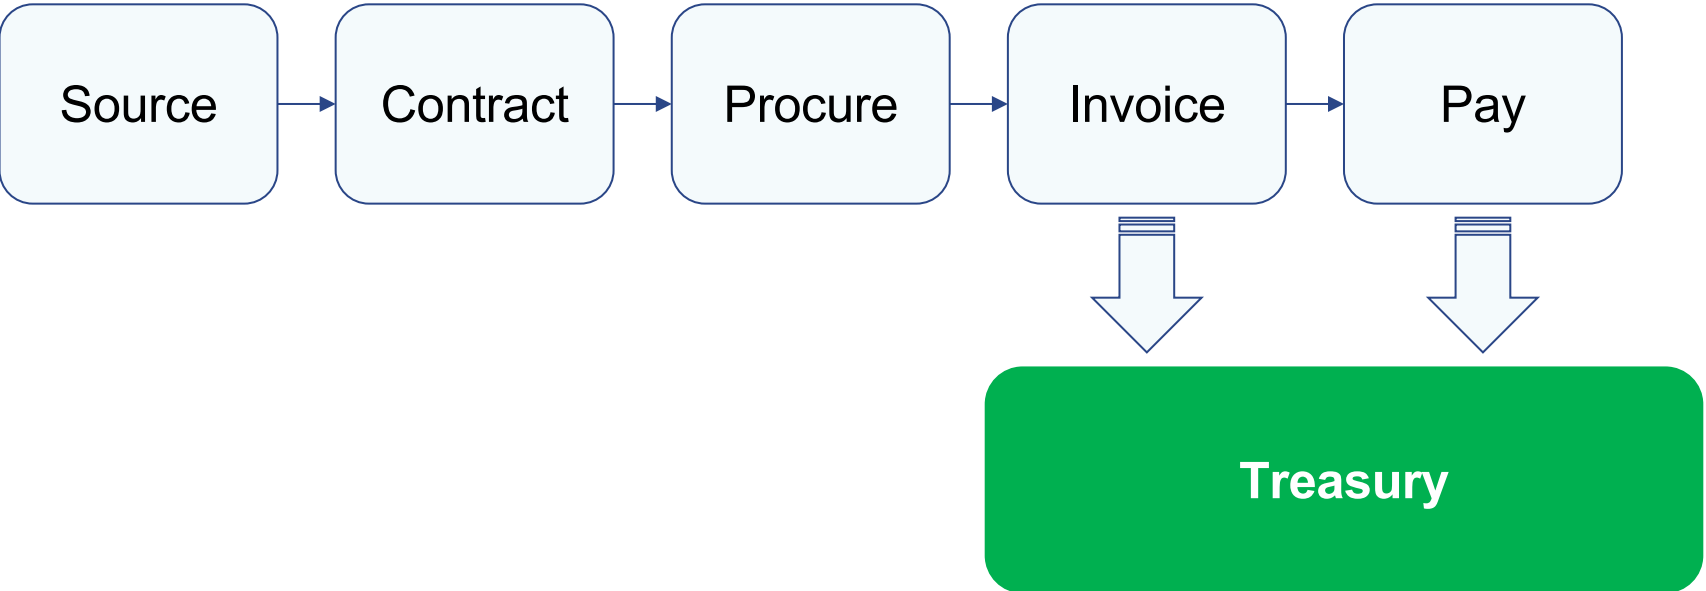 Source
Contract
Procure
Invoice
Pay
Treasury